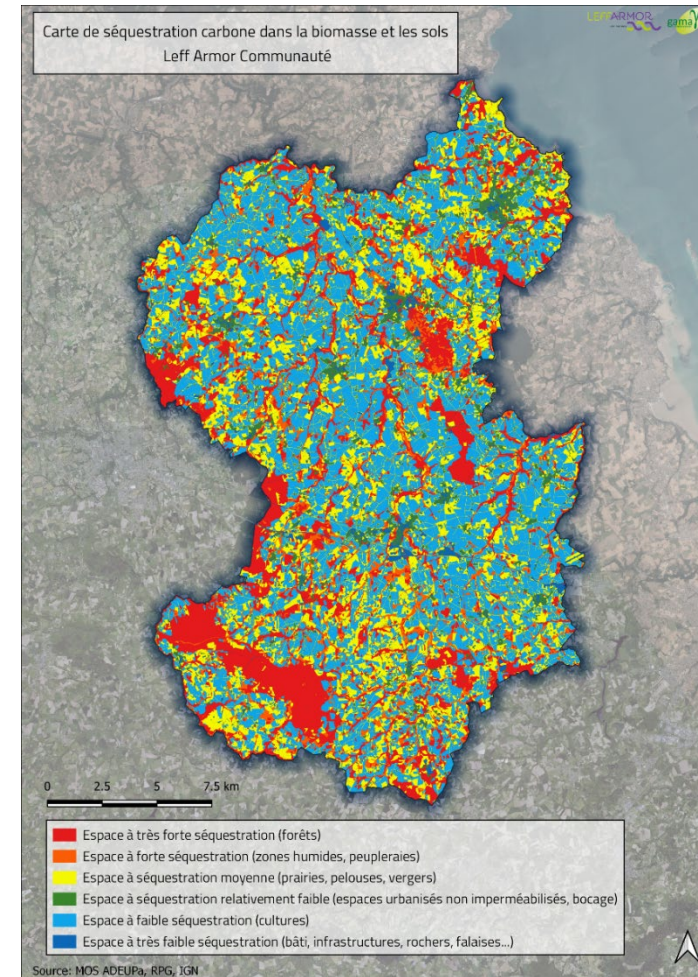 Carte de séquestration carbone dans la biomasse et les sols
Leff Armor Communauté
LEFFARMOR
gama
0 2.5 5 7.5 km
Espace à très forte séquestration (forêts)
Espace à forte séquestration (zones humides, peupleraies)
Espace à séquestration moyenne (prairies, pelouses, vergers)
Espace à séquestration relativement faible (espaces urbanisés non imperméabilisés, bocage)
Espace à faible séquestration (cultures)
Espace à très faible séquestration (bâti, infrastructures, rochers, falaises...)
Source: MOS ADEUPa, RPG, IGN